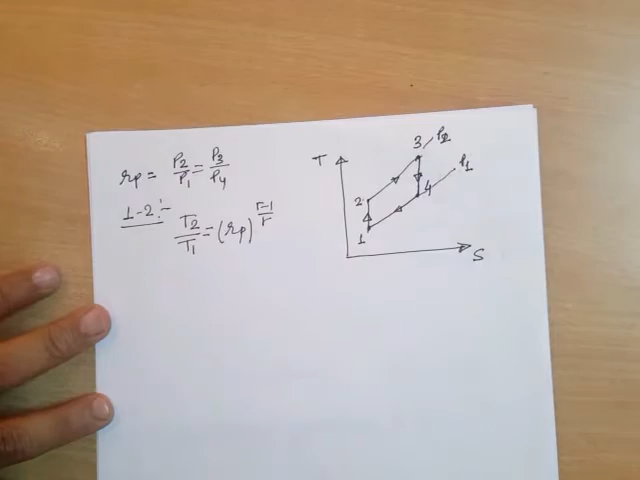 rp = P2/P1 = P3/P4
1-2:-
T2/T1 = (rp)^(r-1/r)
T
3
P2
P1
2
4
1
S